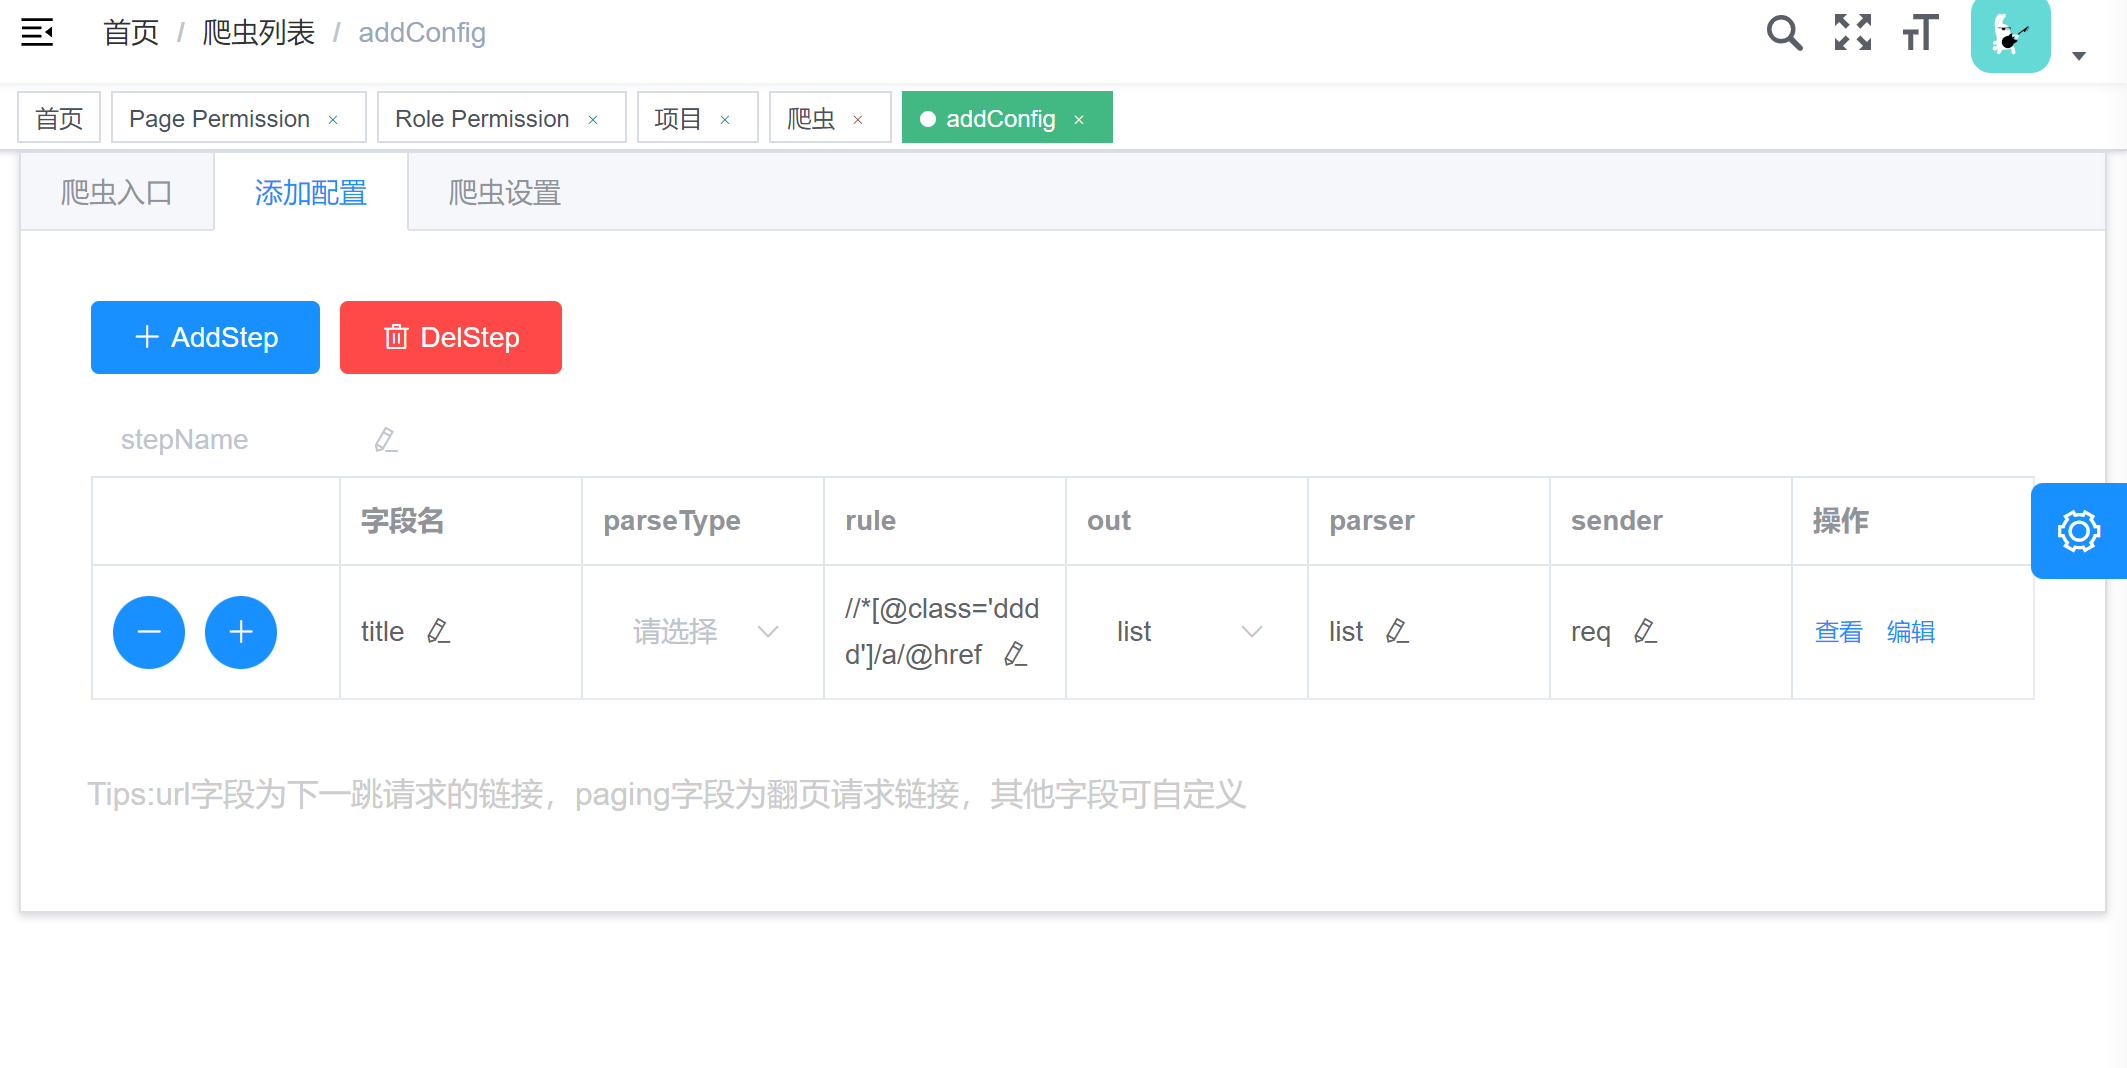 首页 / 爬虫列表 / addConfig
首页 Page Permission × Role Permission × 项目 × 爬虫 × addConfig ×
爬虫入口 添加配置 爬虫设置
AddStep DelStep
stepName
字段名 parseType rule out parser sender 操作
title 请选择 //*[@class='ddd list list req 查看 编辑
d']/a/@href
Tips:url字段为下一跳请求的链接，paging字段为翻页请求链接，其他字段可自定义